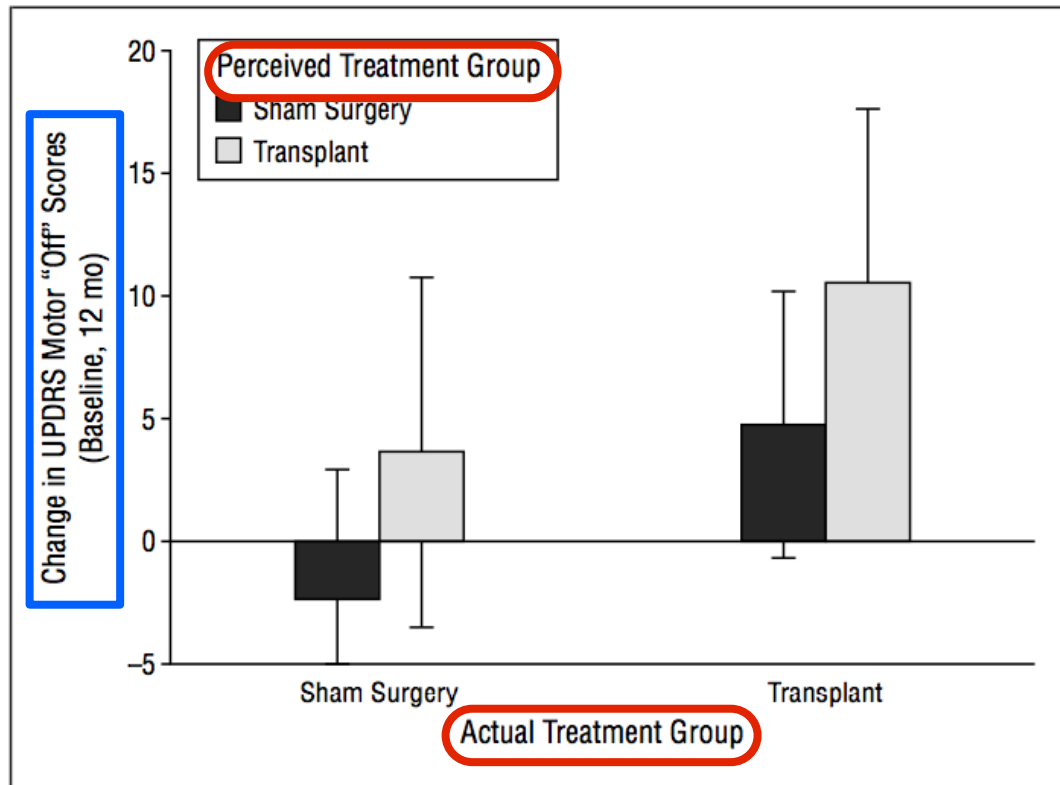 Perceived Treatment Group
Sham Surgery
Transplant
Change in UPDRS Motor “Off” Scores
(Baseline, 12 mo)
20
15
10
5
0
–5
Sham Surgery
Transplant
Actual Treatment Group